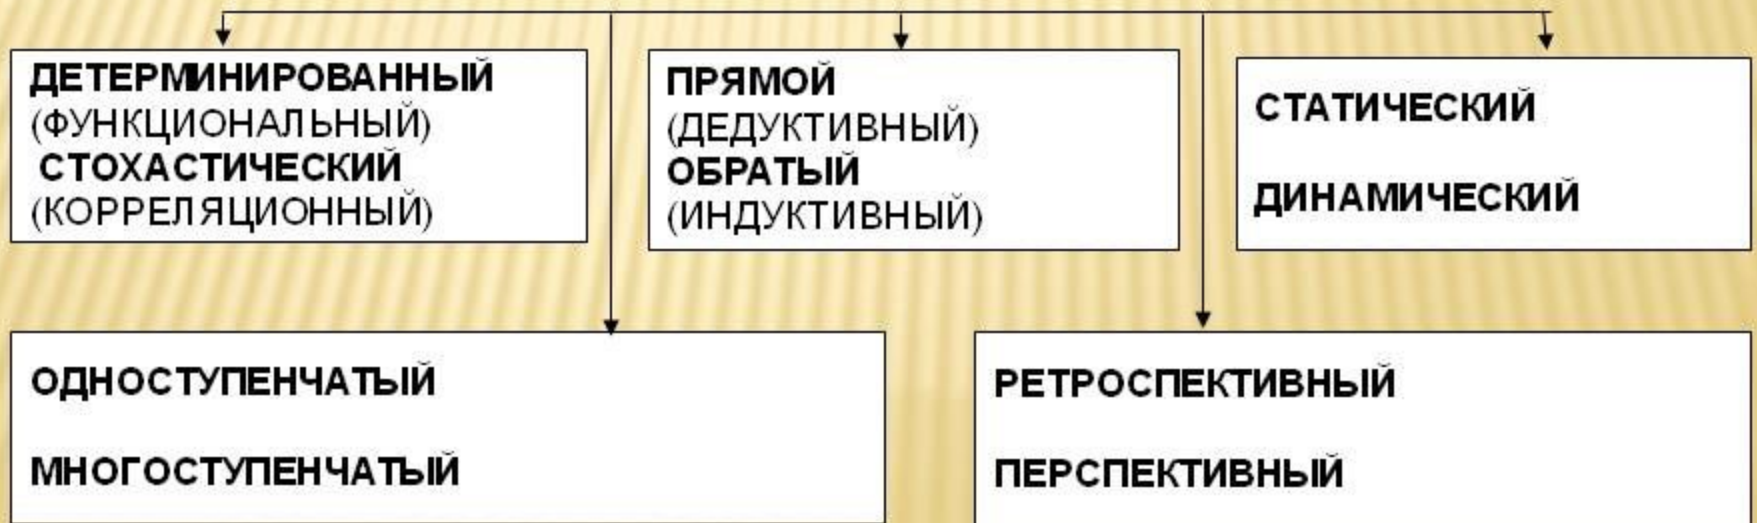 ДЕТЕРМИНИРОВАННЫЙ
(ФУНКЦИОНАЛЬНЫЙ)
СТОХАСТИЧЕСКИЙ
(КОРРЕЛЯЦИОННЫЙ)
ПРЯМОЙ
(ДЕДУКТИВНЫЙ)
ОБРАТЫЙ
(ИНДУКТИВНЫЙ)
СТАТИЧЕСКИЙ
ДИНАМИЧЕСКИЙ
ОДНОСТУПЕНЧАТЫЙ
МНОГОСТУПЕНЧАТЫЙ
РЕТРОСПЕКТИВНЫЙ
ПЕРСПЕКТИВНЫЙ